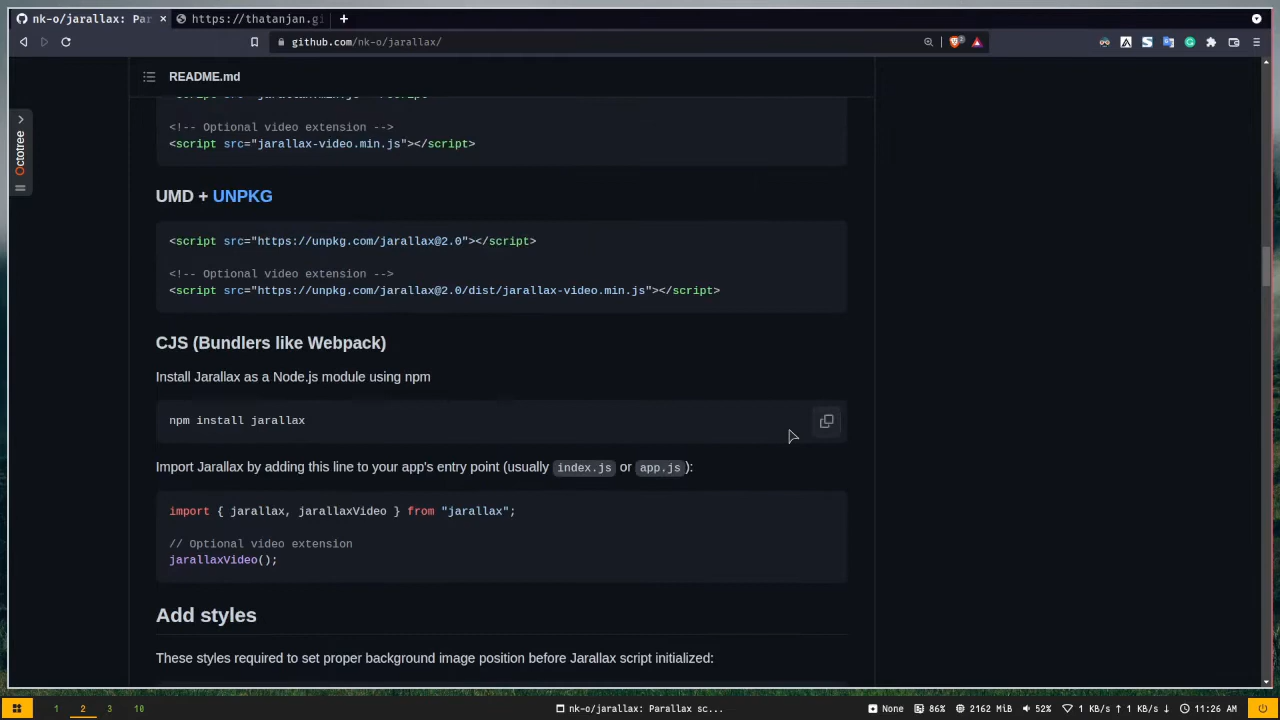 nk-o/jarallax: Par
https://thatanjan.gi
github.com/nk-o/jarallax/
README.md
Octotree
<!-- Optional video extension -->
<script src="jarallax-video.min.js"></script>
UMD + UNPKG
<script src="https://unpkg.com/jarallax@2.0"></script>
<!-- Optional video extension -->
<script src="https://unpkg.com/jarallax@2.0/dist/jarallax-video.min.js"></script>
CJS (Bundlers like Webpack)
Install Jarallax as a Node.js module using npm
npm install jarallax
Import Jarallax by adding this line to your app's entry point (usually index.js or app.js):
import { jarallax, jarallaxVideo } from "jarallax";
// Optional video extension
jarallaxVideo();
Add styles
These styles required to set proper background image position before Jarallax script initialized:
1 2 3 10 nk-o/jarallax: Parallax sc... None 86% 2162 MiB 52% 1 KB/s ↑ 1 KB/s ↓ 11:26 AM